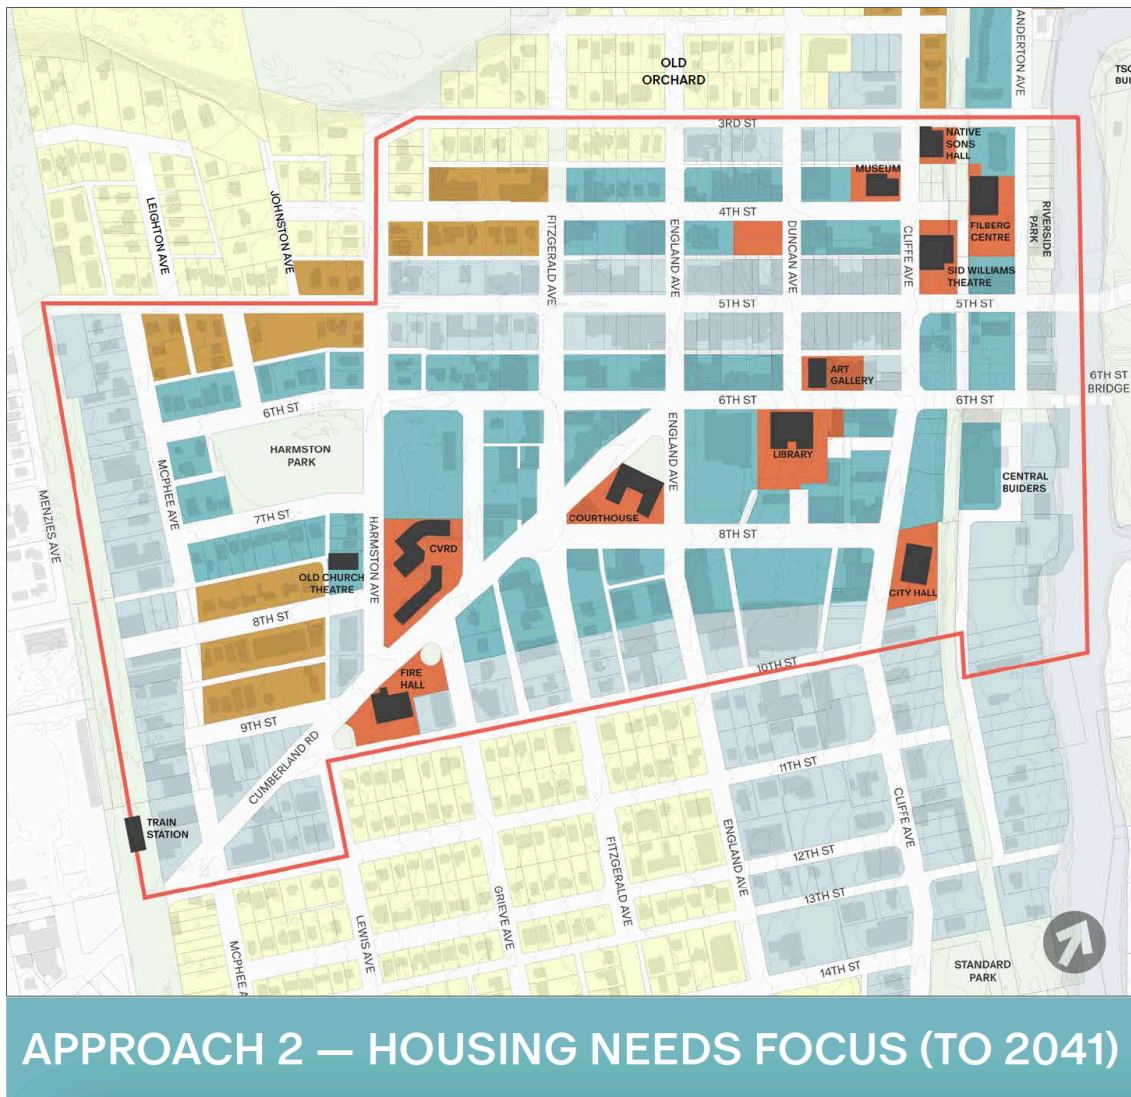 ANDERTON AVE
TSO
BUI
OLD
ORCHARD
3RD ST
NATIVE
SONS
HALL
MUSEUM
LEIGHTON AVE
JOHNSTON AVE
4TH ST
FITZGERALD AVE
ENGLAND AVE
DUNCAN AVE
CLIFFE AVE
FILBERG
CENTRE
RIVERSIDE
PARK
SID WILLIAMS
THEATRE
5TH ST
5TH ST
ART
GALLERY
6TH ST
BRIDGE
6TH ST
6TH ST
6TH ST
HARMSTON
PARK
ENGLAND AVE
LIBRARY
MCPHEE AVE
MENZIES AVE
CENTRAL
BUIDERS
7TH ST
HARMSTON AVE
COURTHOUSE
8TH ST
CVRD
OLD CHURCH
THEATRE
CITY HALL
8TH ST
10TH ST
FIRE
HALL
9TH ST
CUMBERLAND RD
11TH ST
CLIFFE AVE
TRAIN
STATION
ENGLAND AVE
FITZGERALD AVE
12TH ST
13TH ST
GRIEVE AVE
LEWIS AVE
MCPHEE A
14TH ST
STANDARD
PARK
APPROACH 2 — HOUSING NEEDS FOCUS (TO 2041)